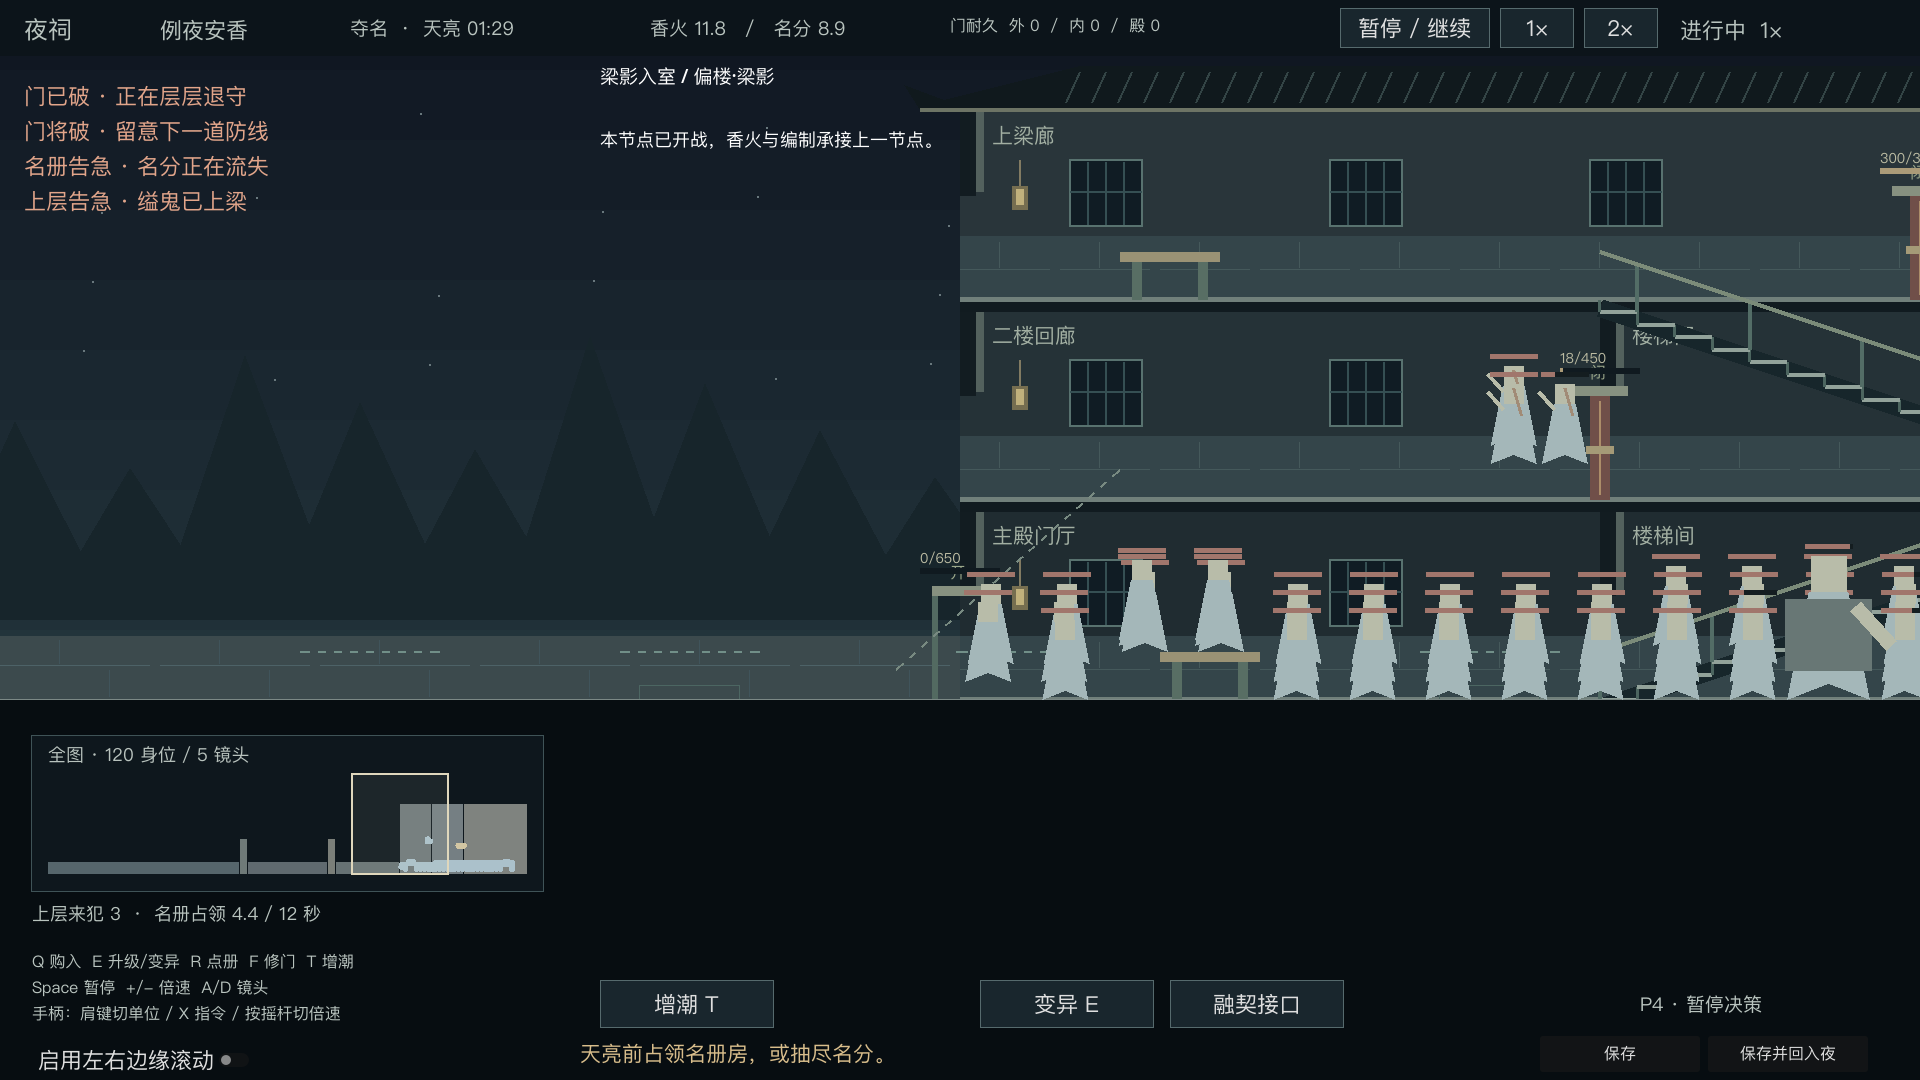 夜祠
例夜安香
夺名 · 天亮 01:29
香火 11.8 / 名分 8.9
门耐久 外 0 / 内 0 / 殿 0
暂停 / 继续
1×
2×
进行中 1×
梁影入室 / 偏楼·梁影
门已破 · 正在层层退守
门将破 · 留意下一道防线
名册告急 · 名分正在流失
上层告急 · 缢鬼已上梁
本节点已开战，香火与编制承接上一节点。
上梁廊
300/3
二楼回廊
18/450
闭
主殿门厅
楼梯间
0/650
全图 · 120 身位 / 5 镜头
上层来犯 3 · 名册占领 4.4 / 12 秒
Q 购入 E 升级/变异 R 点册 F 修门 T 增潮
Space 暂停 +/− 倍速 A/D 镜头
手柄：肩键切单位 / X 指令 / 按摇杆切倍速
启用左右边缘滚动
增潮 T
变异 E
融契接口
天亮前占领名册房，或抽尽名分。
P4 · 暂停决策
保存
保存并回入夜